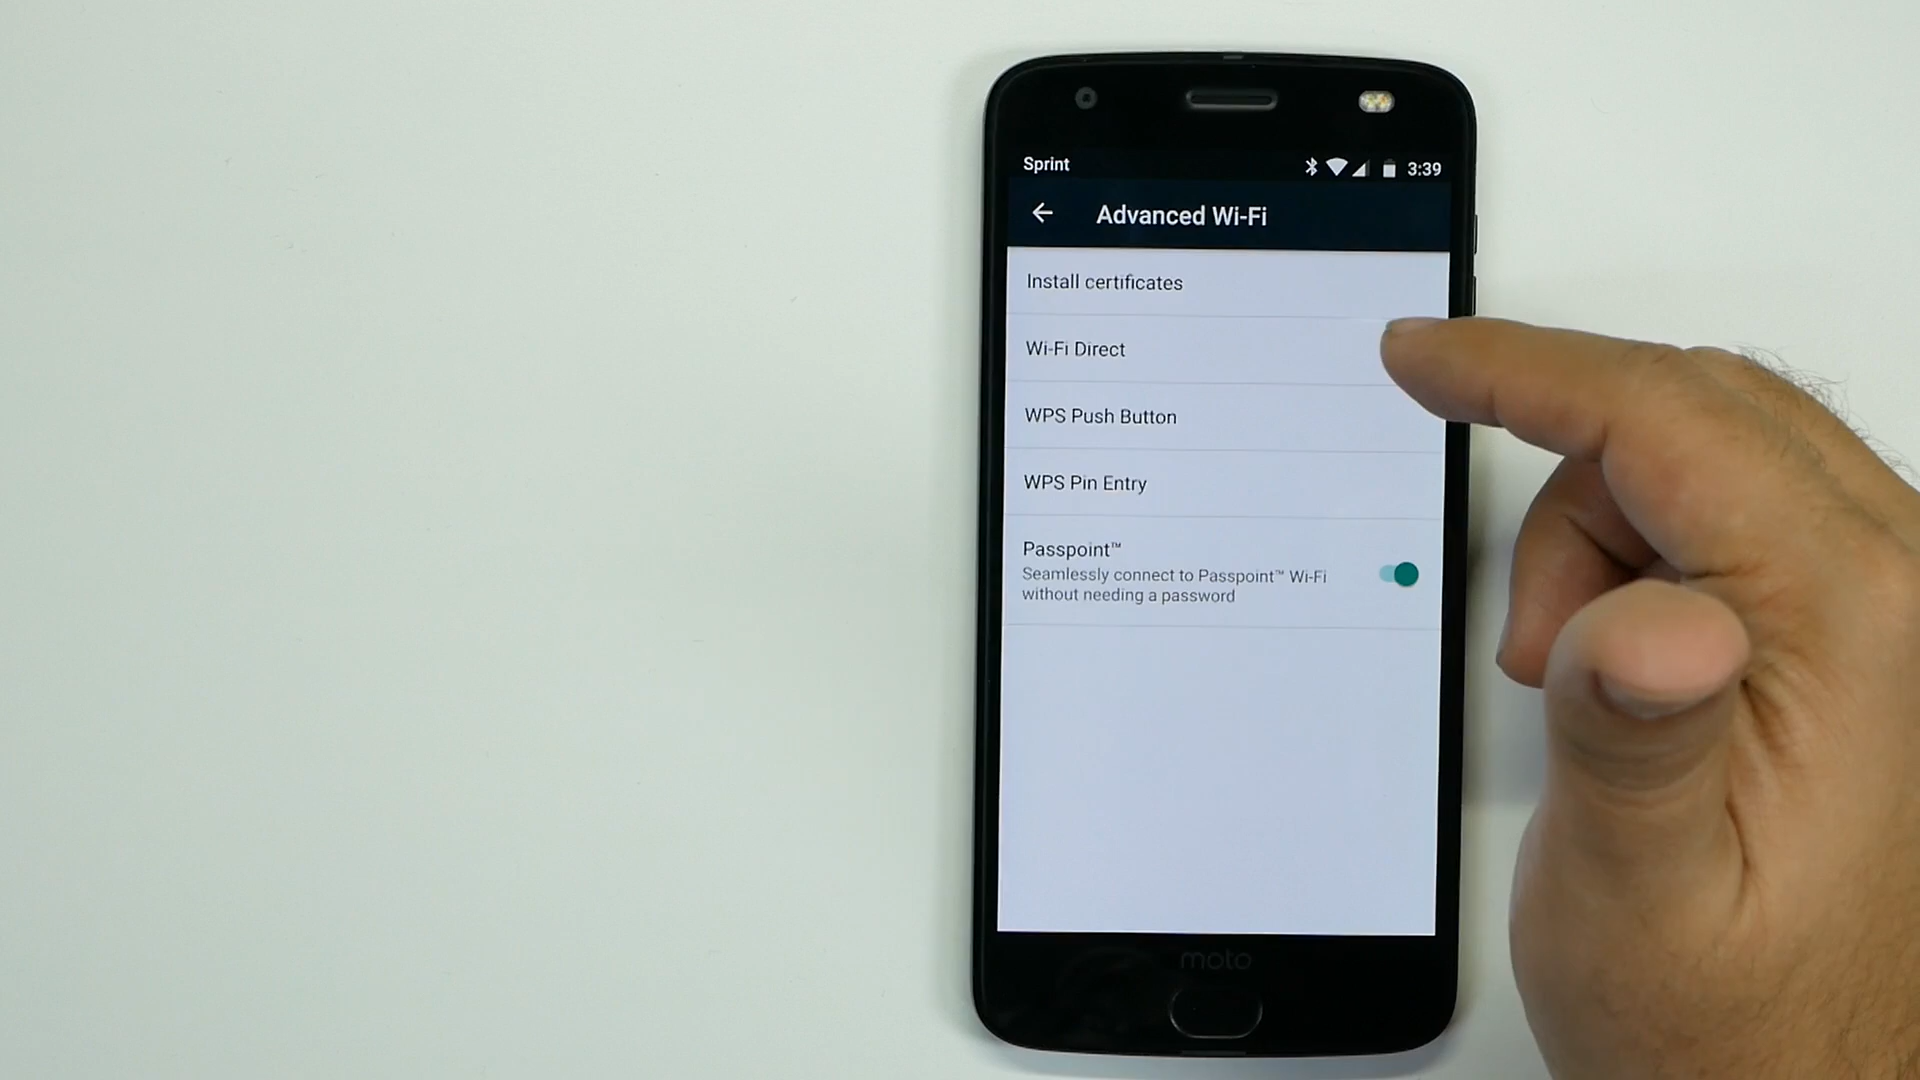 Sprint
3:39
Advanced Wi-Fi
Install certificates
Wi-Fi Direct
WPS Push Button
WPS Pin Entry
Passpoint™
Seamlessly connect to Passpoint™ Wi-Fi
without needing a password
moto